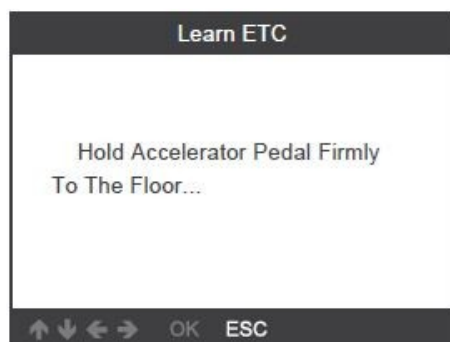 Learn ETC
Hold Accelerator Pedal Firmly
To The Floor...
OK ESC